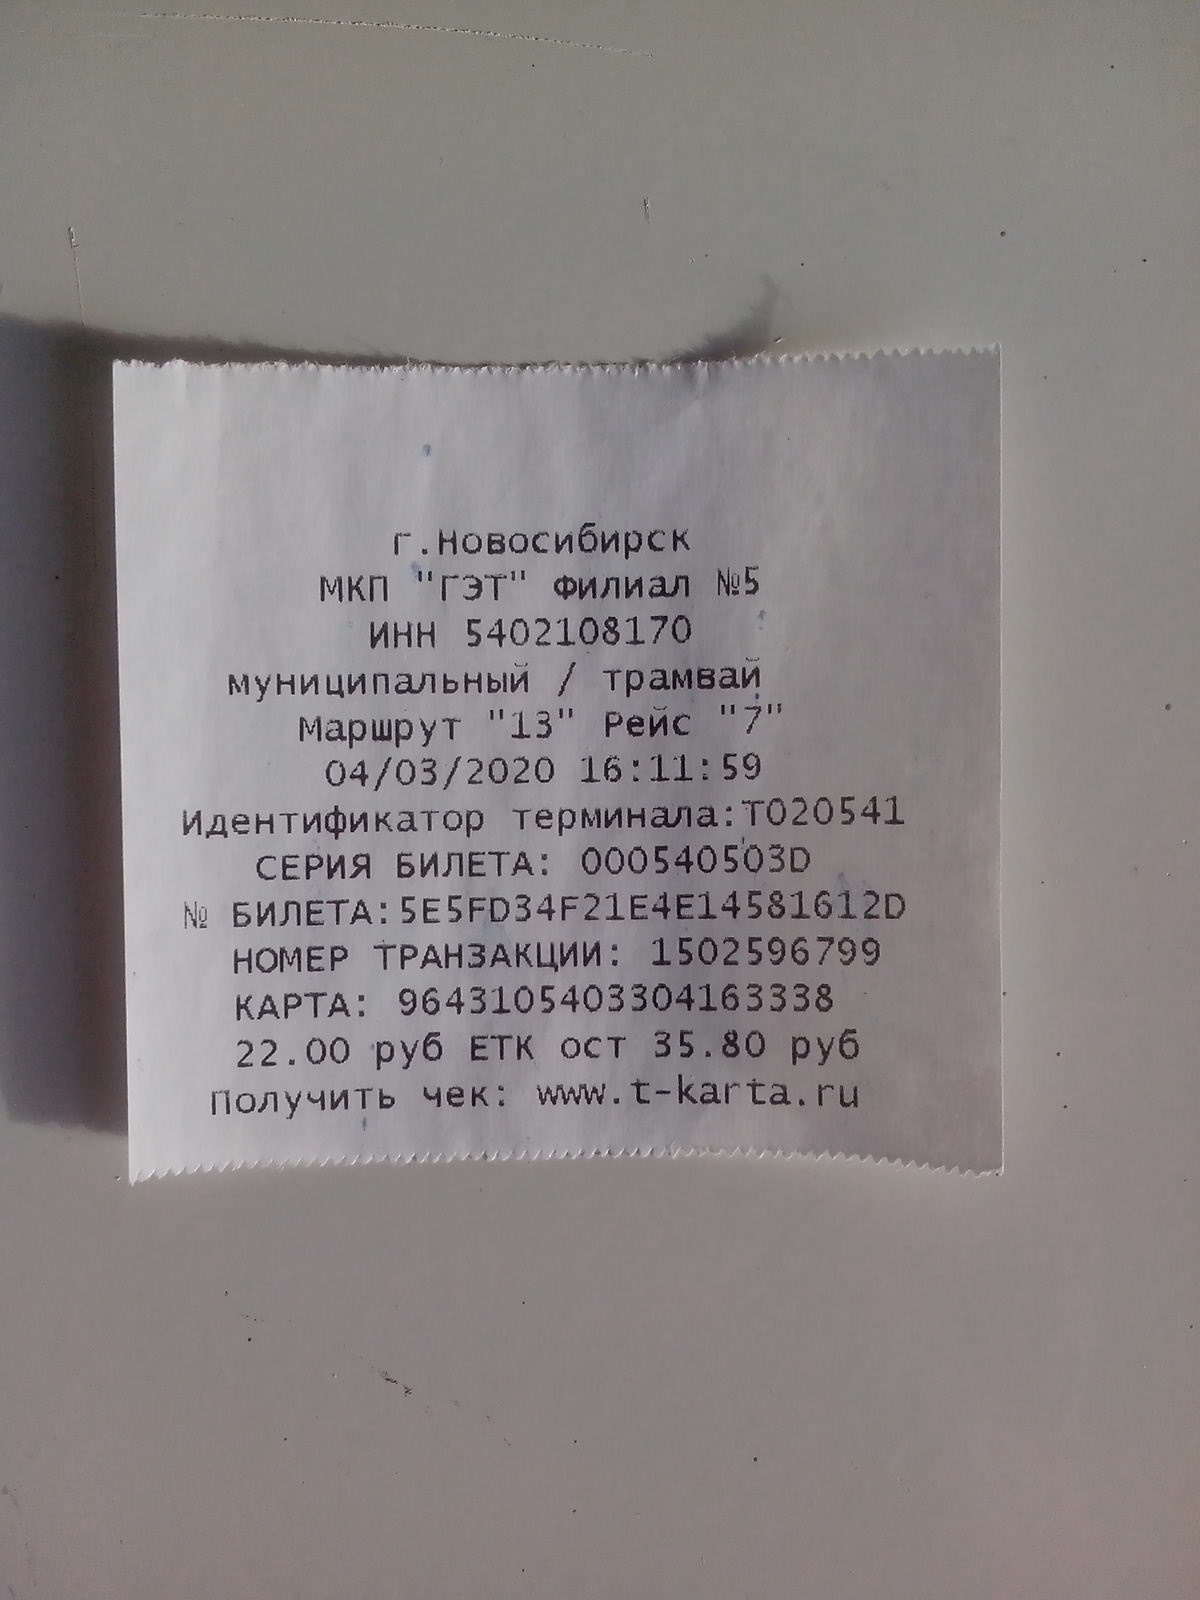 г.Новосибирск
МКП "ГЭТ" Филиал №5
ИНН 5402108170
муниципальный / трамвай
Маршрут "13" Рейс "7"
04/03/2020 16:11:59
Идентификатор терминала:T020541
СЕРИЯ БИЛЕТА: 000540503D
№ БИЛЕТА:5E5FD34F21E4E14581612D
НОМЕР ТРАНЗАКЦИИ: 1502596799
КАРТА: 9643105403304163338
22.00 руб ЕТК ост 35.80 руб
Получить чек: www.t-karta.ru